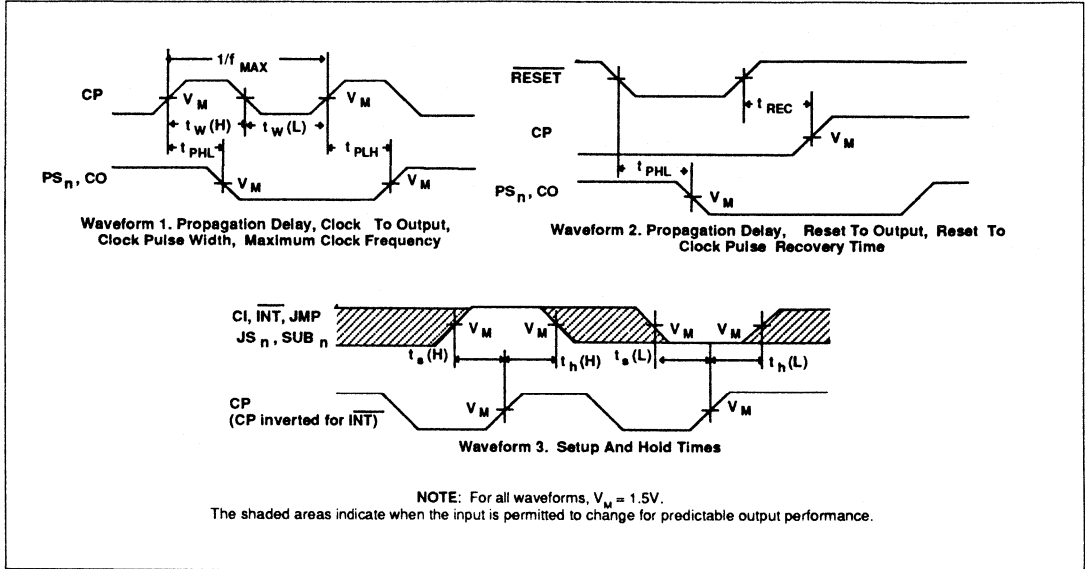 1/f MAX
CP
V M
V M
t w (H)
t w (L)
t PHL
t PLH
PS n , CO
V M
V M
Waveform 1. Propagation Delay, Clock To Output,
Clock Pulse Width, Maximum Clock Frequency
RESET
t REC
CP
V M
t PHL
PS n , CO
V M
Waveform 2. Propagation Delay, Reset To Output, Reset To
Clock Pulse Recovery Time
CI, INT, JMP
JS n , SUB n
V M
V M
V M
V M
t s (H)
t h (H)
t s (L)
t h (L)
CP
(CP inverted for INT)
V M
V M
Waveform 3. Setup And Hold Times
NOTE: For all waveforms, V M = 1.5V.
The shaded areas indicate when the input is permitted to change for predictable output performance.